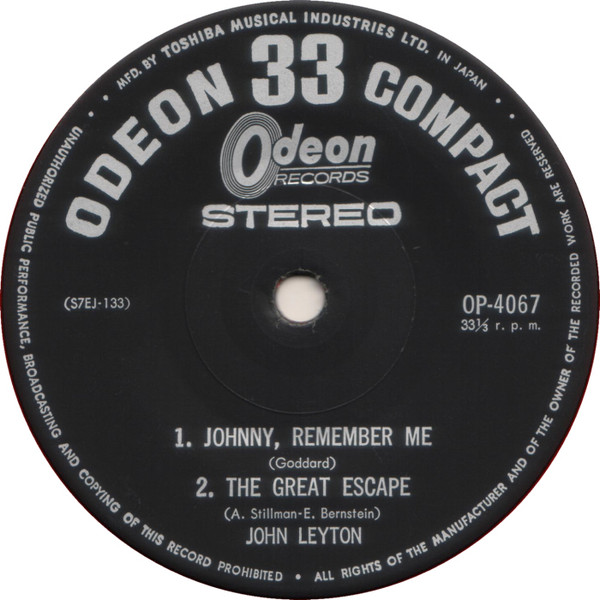 MFD. BY TOSHIBA MUSICAL INDUSTRIES LTD. IN JAPAN
ODEON 33 COMPACT
Odeon
RECORDS
STEREO
(S7EJ-133)
OP-4067
33⅓ r. p. m.
1. JOHNNY, REMEMBER ME
(Goddard)
2. THE GREAT ESCAPE
(A. Stillman-E. Bernstein)
JOHN LEYTON
UNAUTHORIZED PUBLIC PERFORMANCE, BROADCASTING AND COPYING OF THIS RECORD PROHIBITED • ALL RIGHTS OF THE MANUFACTURER AND OF THE OWNER OF THE RECORDED WORK ARE RESERVED